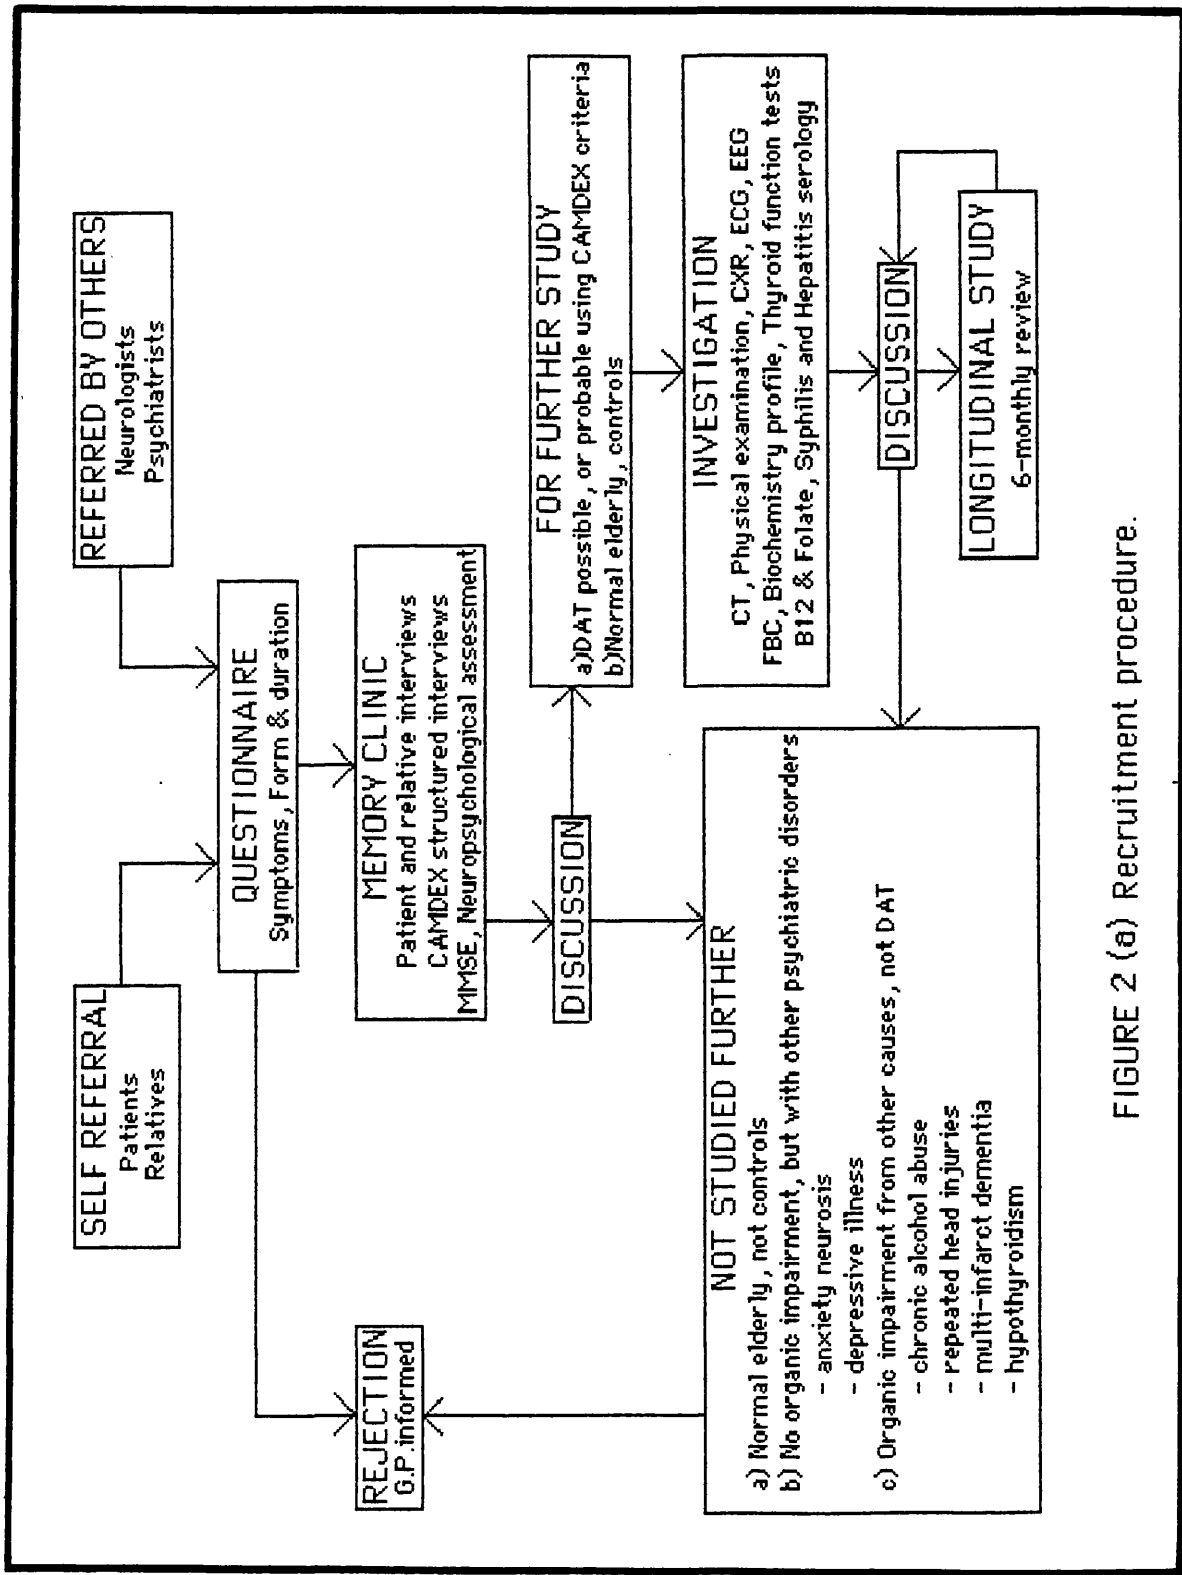 SELF REFERRAL
Patients
Relatives
REFERRED BY OTHERS
Neurologists
Psychiatrists
QUESTIONNAIRE
Symptoms, Form & duration
REJECTION
G.P.informed
MEMORY CLINIC
Patient and relative interviews
CAMDEX structured interviews
MMSE, Neuropsychological assessment
DISCUSSION
FOR FURTHER STUDY
a)DAT possible, or probable using CAMDEX criteria
b)Normal elderly, controls
NOT STUDIED FURTHER
a) Normal elderly, not controls
b) No organic impairment, but with other psychiatric disorders
- anxiety neurosis
- depressive illness
c) Organic impairment from other causes, not DAT
- chronic alcohol abuse
- repeated head injuries
- multi-infarct dementia
- hypothyroidism
INVESTIGATION
CT, Physical examination, CXR, ECG, EEG
FBC, Biochemistry profile, Thyroid function tests
B12 & Folate, Syphilis and Hepatitis serology
DISCUSSION
LONGITUDINAL STUDY
6-monthly review
FIGURE 2 (a) Recruitment procedure.